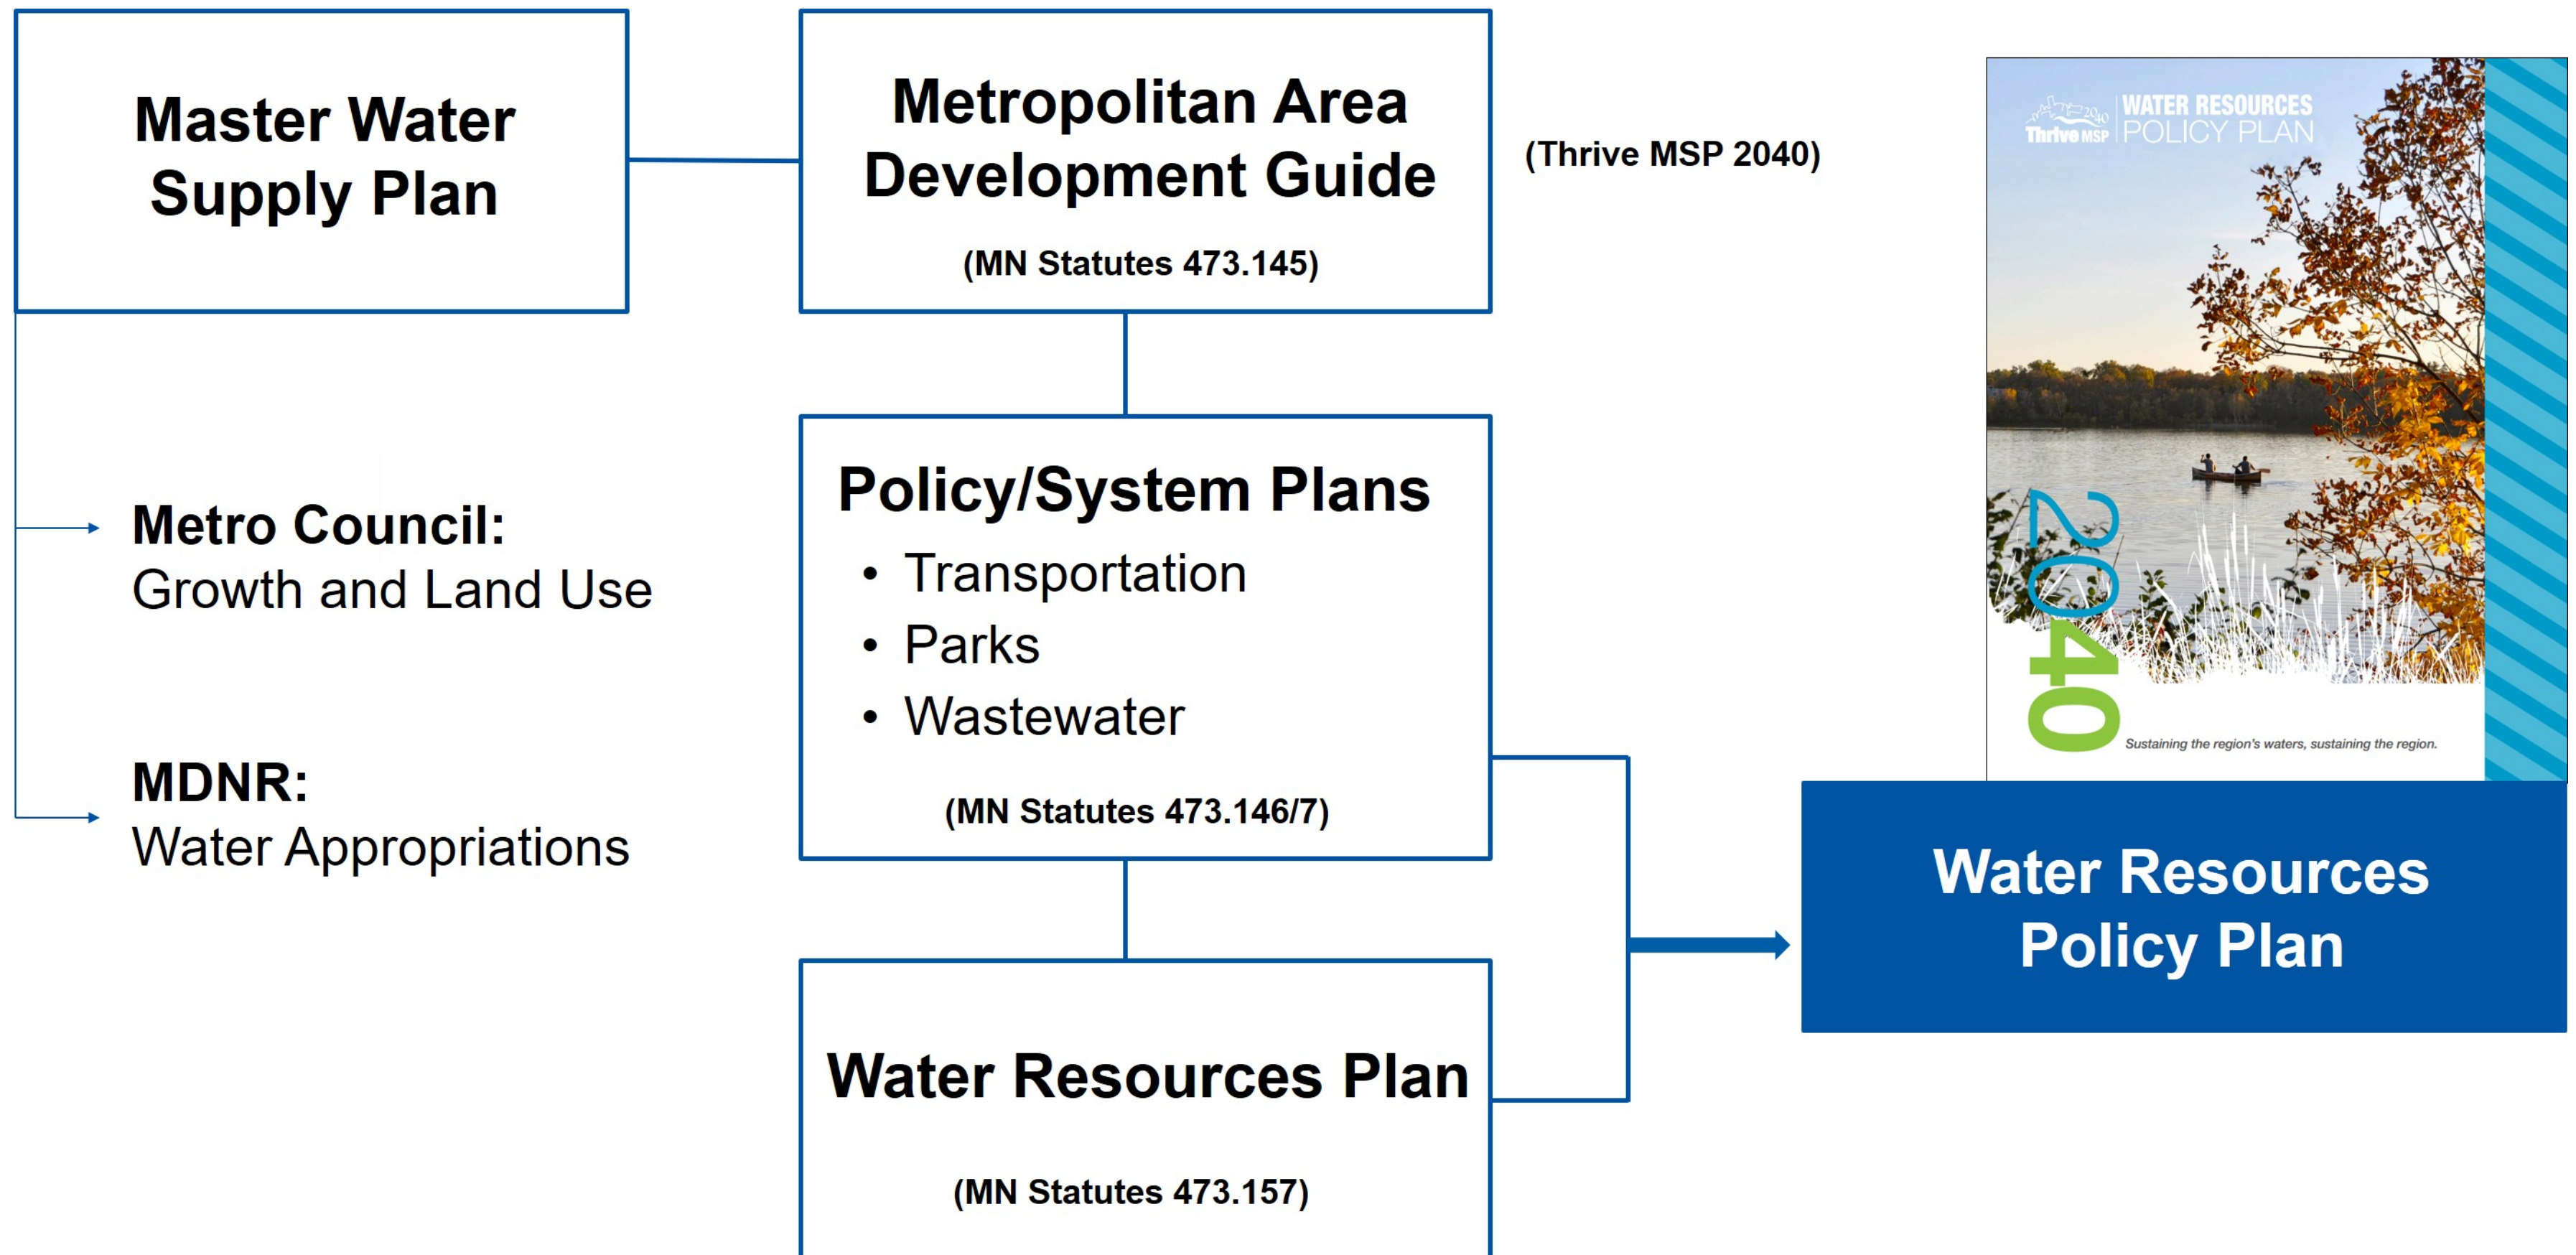 Master Water
Supply Plan
Metropolitan Area
Development Guide
(MN Statutes 473.145)
(Thrive MSP 2040)
2040
Thrive MSP
WATER RESOURCES
POLICY PLAN
Metro Council:
Growth and Land Use
MDNR:
Water Appropriations
Policy/System Plans
• Transportation
• Parks
• Wastewater
(MN Statutes 473.146/7)
2040
Sustaining the region's waters, sustaining the region.
Water Resources
Policy Plan
Water Resources Plan
(MN Statutes 473.157)